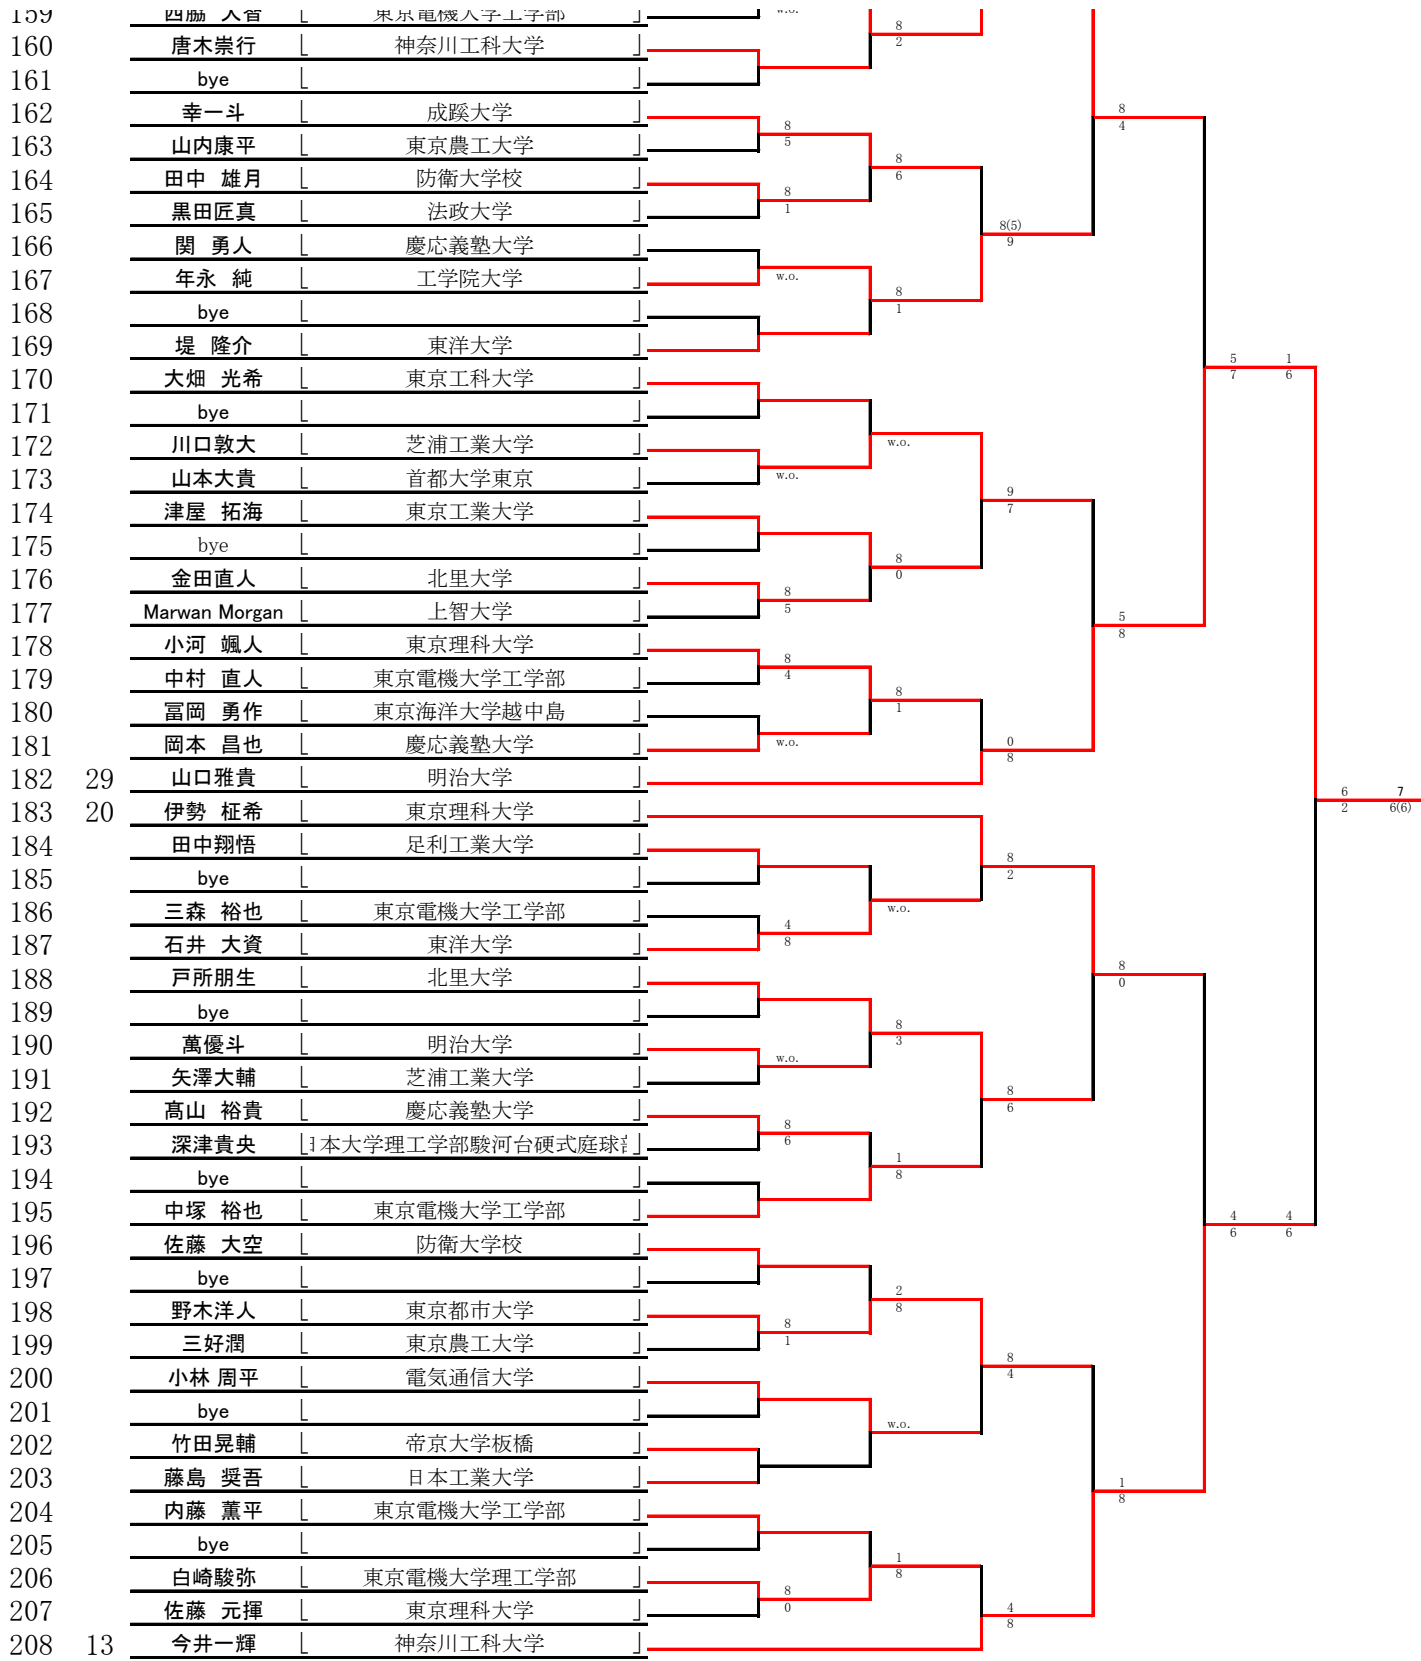 159 西脇 大智 [ 東京電機大学工学部 ] w.o.
160 唐木崇行 [ 神奈川工科大学 ] 8 2
161 bye [ ]
162 幸一斗 [ 成蹊大学 ] 8 4
163 山内康平 [ 東京農工大学 ] 8 5
164 田中 雄月 [ 防衛大学校 ] 8 6
165 黒田匠真 [ 法政大学 ] 8 1
166 関 勇人 [ 慶応義塾大学 ] 8(5) 9
167 年永 純 [ 工学院大学 ] w.o.
168 bye [ ] 8 1
169 堤 隆介 [ 東洋大学 ]
170 大畑 光希 [ 東京工科大学 ] 5 7 1 6
171 bye [ ]
172 川口敦大 [ 芝浦工業大学 ] w.o.
173 山本大貴 [ 首都大学東京 ] w.o.
174 津屋 拓海 [ 東京工業大学 ] 9 7
175 bye [ ]
176 金田直人 [ 北里大学 ] 8 0
177 Marwan Morgan [ 上智大学 ] 8 5
178 小河 颯人 [ 東京理科大学 ] 5 8
179 中村 直人 [ 東京電機大学工学部 ] 8 4
180 冨岡 勇作 [ 東京海洋大学越中島 ] 8 1
181 岡本 昌也 [ 慶応義塾大学 ] w.o. 0 8
182 29 山口雅貴 [ 明治大学 ]
183 20 伊勢 柾希 [ 東京理科大学 ] 6 2 7 6(6)
184 田中翔悟 [ 足利工業大学 ]
185 bye [ ] 8 2
186 三森 裕也 [ 東京電機大学工学部 ] w.o.
187 石井 大資 [ 東洋大学 ] 4 8
188 戸所朋生 [ 北里大学 ] 8 0
189 bye [ ]
190 萬優斗 [ 明治大学 ] 8 3
191 矢澤大輔 [ 芝浦工業大学 ] w.o.
192 髙山 裕貴 [ 慶応義塾大学 ] 8 6
193 深津貴央 [ 日本大学理工学部駿河台硬式庭球部 ] 8 6
194 bye [ ] 1 8
195 中塚 裕也 [ 東京電機大学工学部 ]
196 佐藤 大空 [ 防衛大学校 ] 4 6 4 6
197 bye [ ]
198 野木洋人 [ 東京都市大学 ] 2 8
199 三好潤 [ 東京農工大学 ] 8 1
200 小林 周平 [ 電気通信大学 ] 8 4
201 bye [ ]
202 竹田晃輔 [ 帝京大学板橋 ] w.o.
203 藤島 奨吾 [ 日本工業大学 ]
204 内藤 薫平 [ 東京電機大学工学部 ] 1 8
205 bye [ ]
206 白崎駿弥 [ 東京電機大学理工学部 ] 1 8
207 佐藤 元揮 [ 東京理科大学 ] 8 0 4 8
208 13 今井一輝 [ 神奈川工科大学 ]